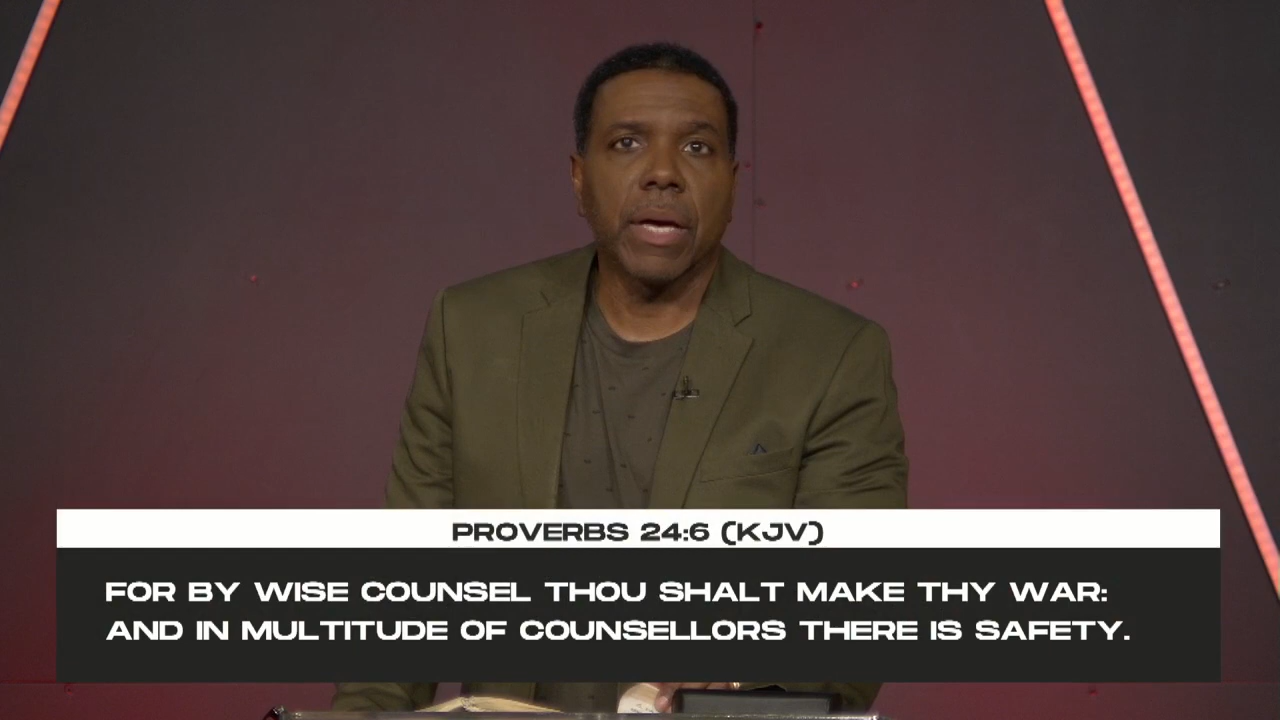 PROVERBS 24:6 (KJV)
FOR BY WISE COUNSEL THOU SHALT MAKE THY WAR:
AND IN MULTITUDE OF COUNSELLORS THERE IS SAFETY.